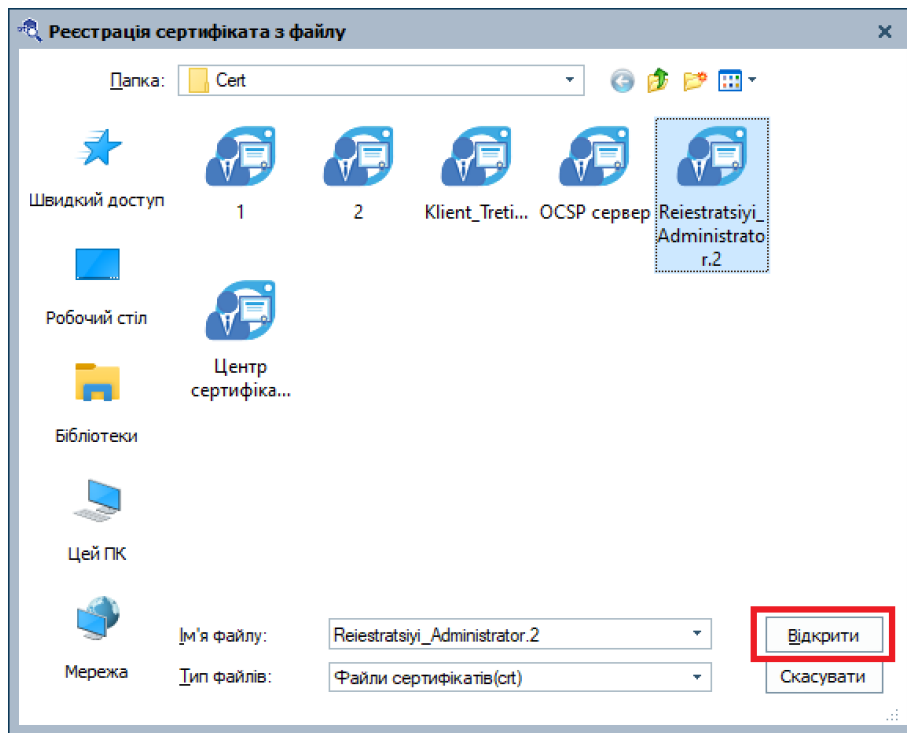 Реєстрація сертифіката з файлу
Папка:
Cert
Швидкий доступ
Робочий стіл
Бібліотеки
Цей ПК
Мережа
1
2
Klient_Treti...
OCSP сервер
Reiestratsiyi_
Administrato
r.2
Центр
сертифіка...
Ім'я файлу:
Reiestratsiyi_Administrator.2
Відкрити
Тип файлів:
Файли сертифікатів(crt)
Скасувати